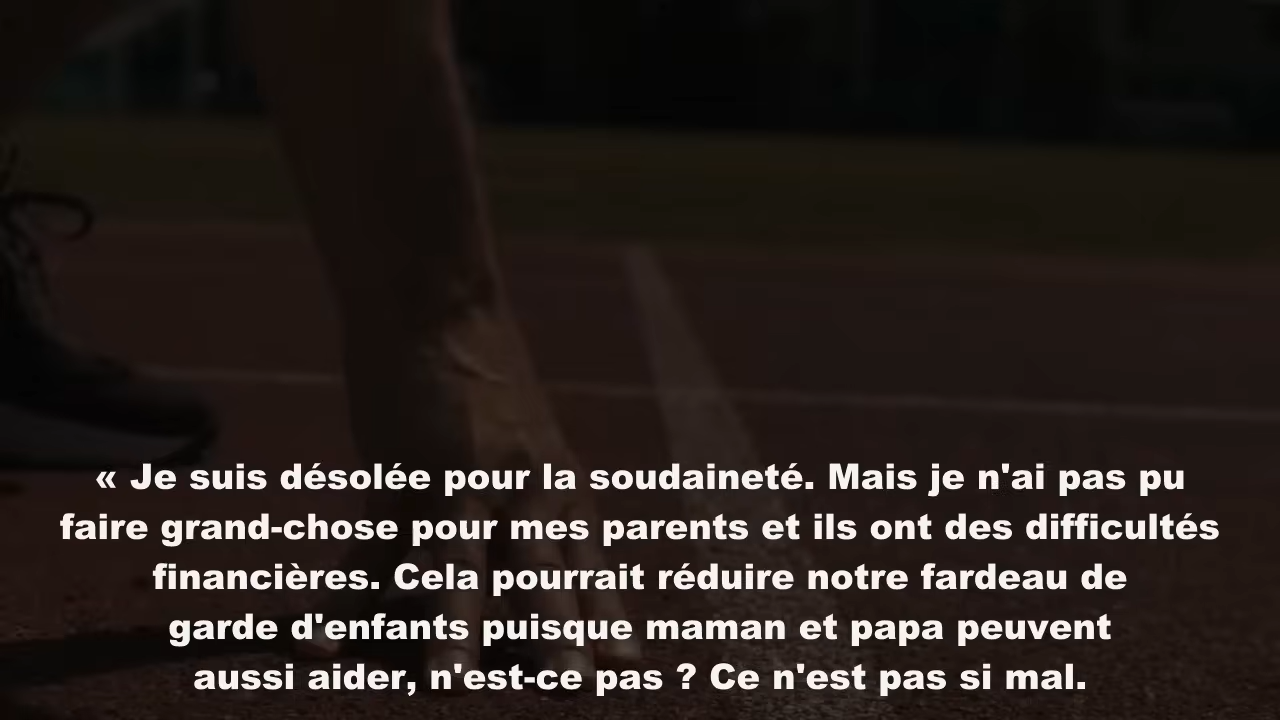 « Je suis désolée pour la soudaineté. Mais je n'ai pas pu
faire grand-chose pour mes parents et ils ont des difficultés
financières. Cela pourrait réduire notre fardeau de
garde d'enfants puisque maman et papa peuvent
aussi aider, n'est-ce pas ? Ce n'est pas si mal.